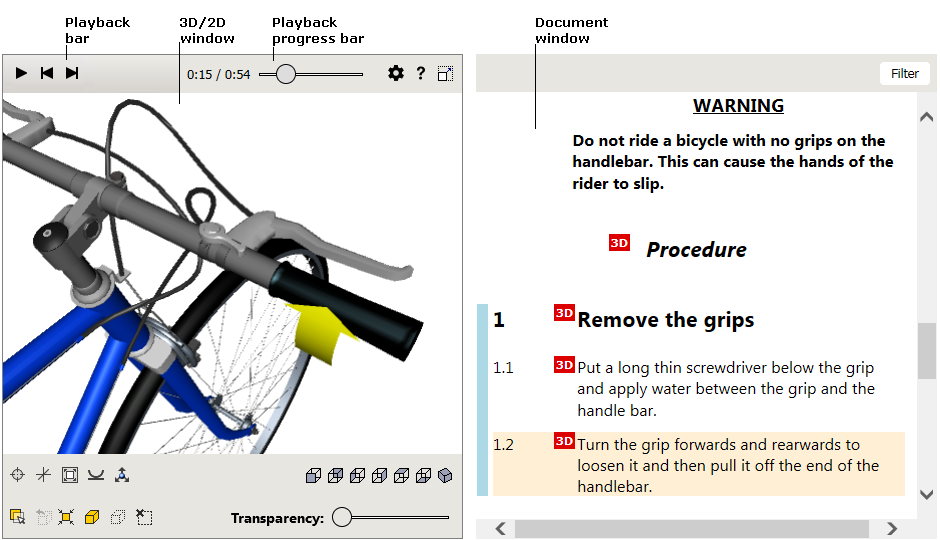 Playback
bar
3D/2D
window
Playback
progress bar
Document
window
0:15 / 0:54
?
Filter
WARNING
Do not ride a bicycle with no grips on the
handlebar. This can cause the hands of the
rider to slip.
3D Procedure
1 3D Remove the grips
1.1 3D Put a long thin screwdriver below the grip
and apply water between the grip and the
handle bar.
1.2 3D Turn the grip forwards and rearwards to
loosen it and then pull it off the end of the
handlebar.
Transparency: